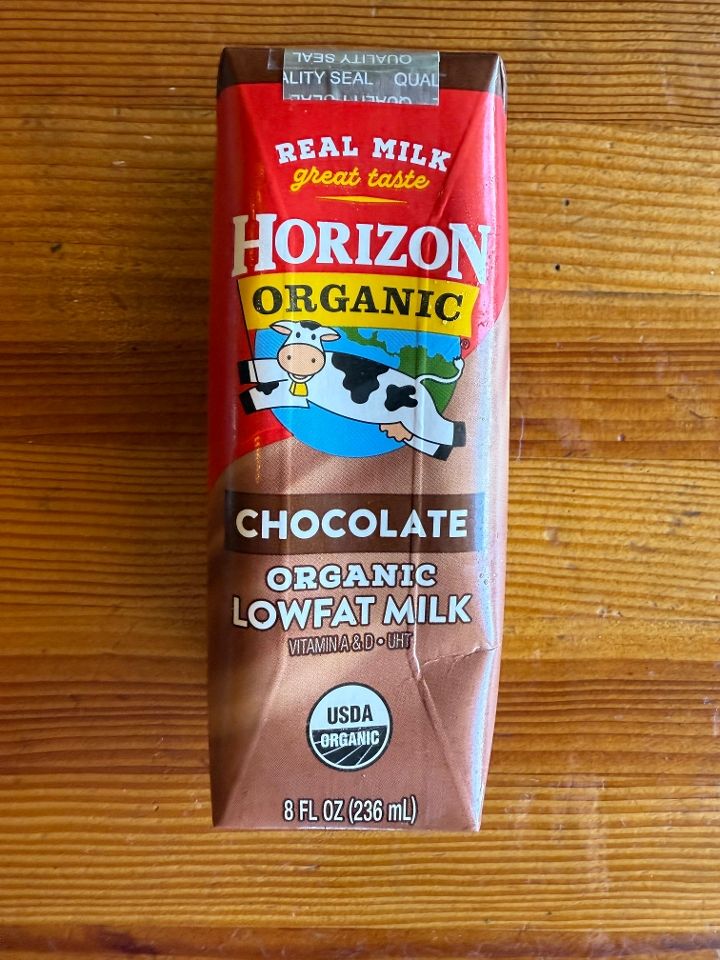 QUALITY SEAL
ALITY SEAL QUAL
REAL MILK
great taste
HORIZON
ORGANIC
®
CHOCOLATE
ORGANIC
LOWFAT MILK
VITAMIN A & D • UHT
USDA
ORGANIC
8 FL OZ (236 mL)